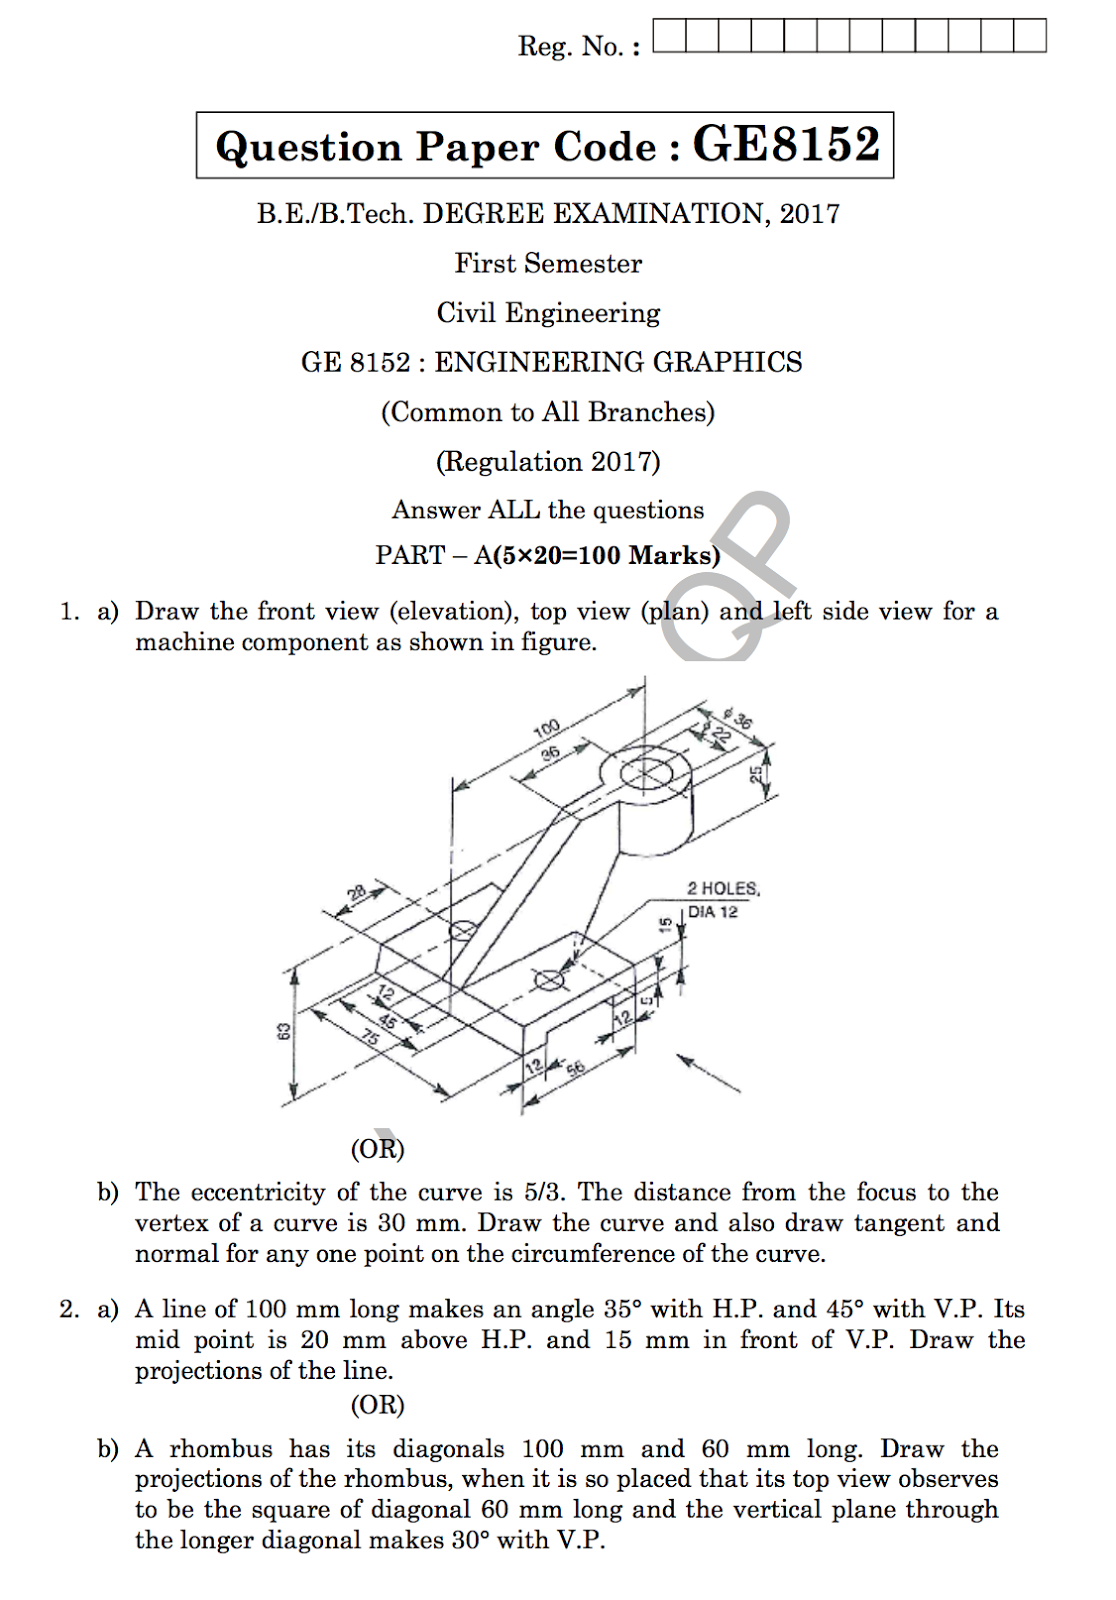 Reg. No. :
Question Paper Code : GE8152
B.E./B.Tech. DEGREE EXAMINATION, 2017
First Semester
Civil Engineering
GE 8152 : ENGINEERING GRAPHICS
(Common to All Branches)
(Regulation 2017)
Answer ALL the questions
PART – A(5×20=100 Marks)
QP
1. a) Draw the front view (elevation), top view (plan) and left side view for a
machine component as shown in figure.
100
36
ϕ 36
ϕ 22
25
28
2 HOLES,
DIA 12
15
12
45
75
63
5
12
12
56
(OR)
b) The eccentricity of the curve is 5/3. The distance from the focus to the
vertex of a curve is 30 mm. Draw the curve and also draw tangent and
normal for any one point on the circumference of the curve.
2. a) A line of 100 mm long makes an angle 35° with H.P. and 45° with V.P. Its
mid point is 20 mm above H.P. and 15 mm in front of V.P. Draw the
projections of the line.
(OR)
b) A rhombus has its diagonals 100 mm and 60 mm long. Draw the
projections of the rhombus, when it is so placed that its top view observes
to be the square of diagonal 60 mm long and the vertical plane through
the longer diagonal makes 30° with V.P.